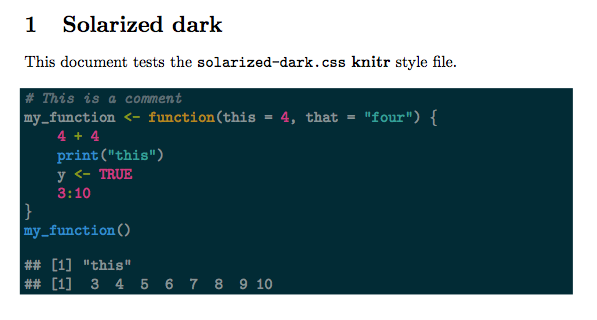 1 Solarized dark
This document tests the solarized-dark.css knitr style file.
# This is a comment
my_function <- function(this = 4, that = "four") {
    4 + 4
    print("this")
    y <- TRUE
    3:10
}
my_function()
## [1] "this"
## [1]  3  4  5  6  7  8  9 10